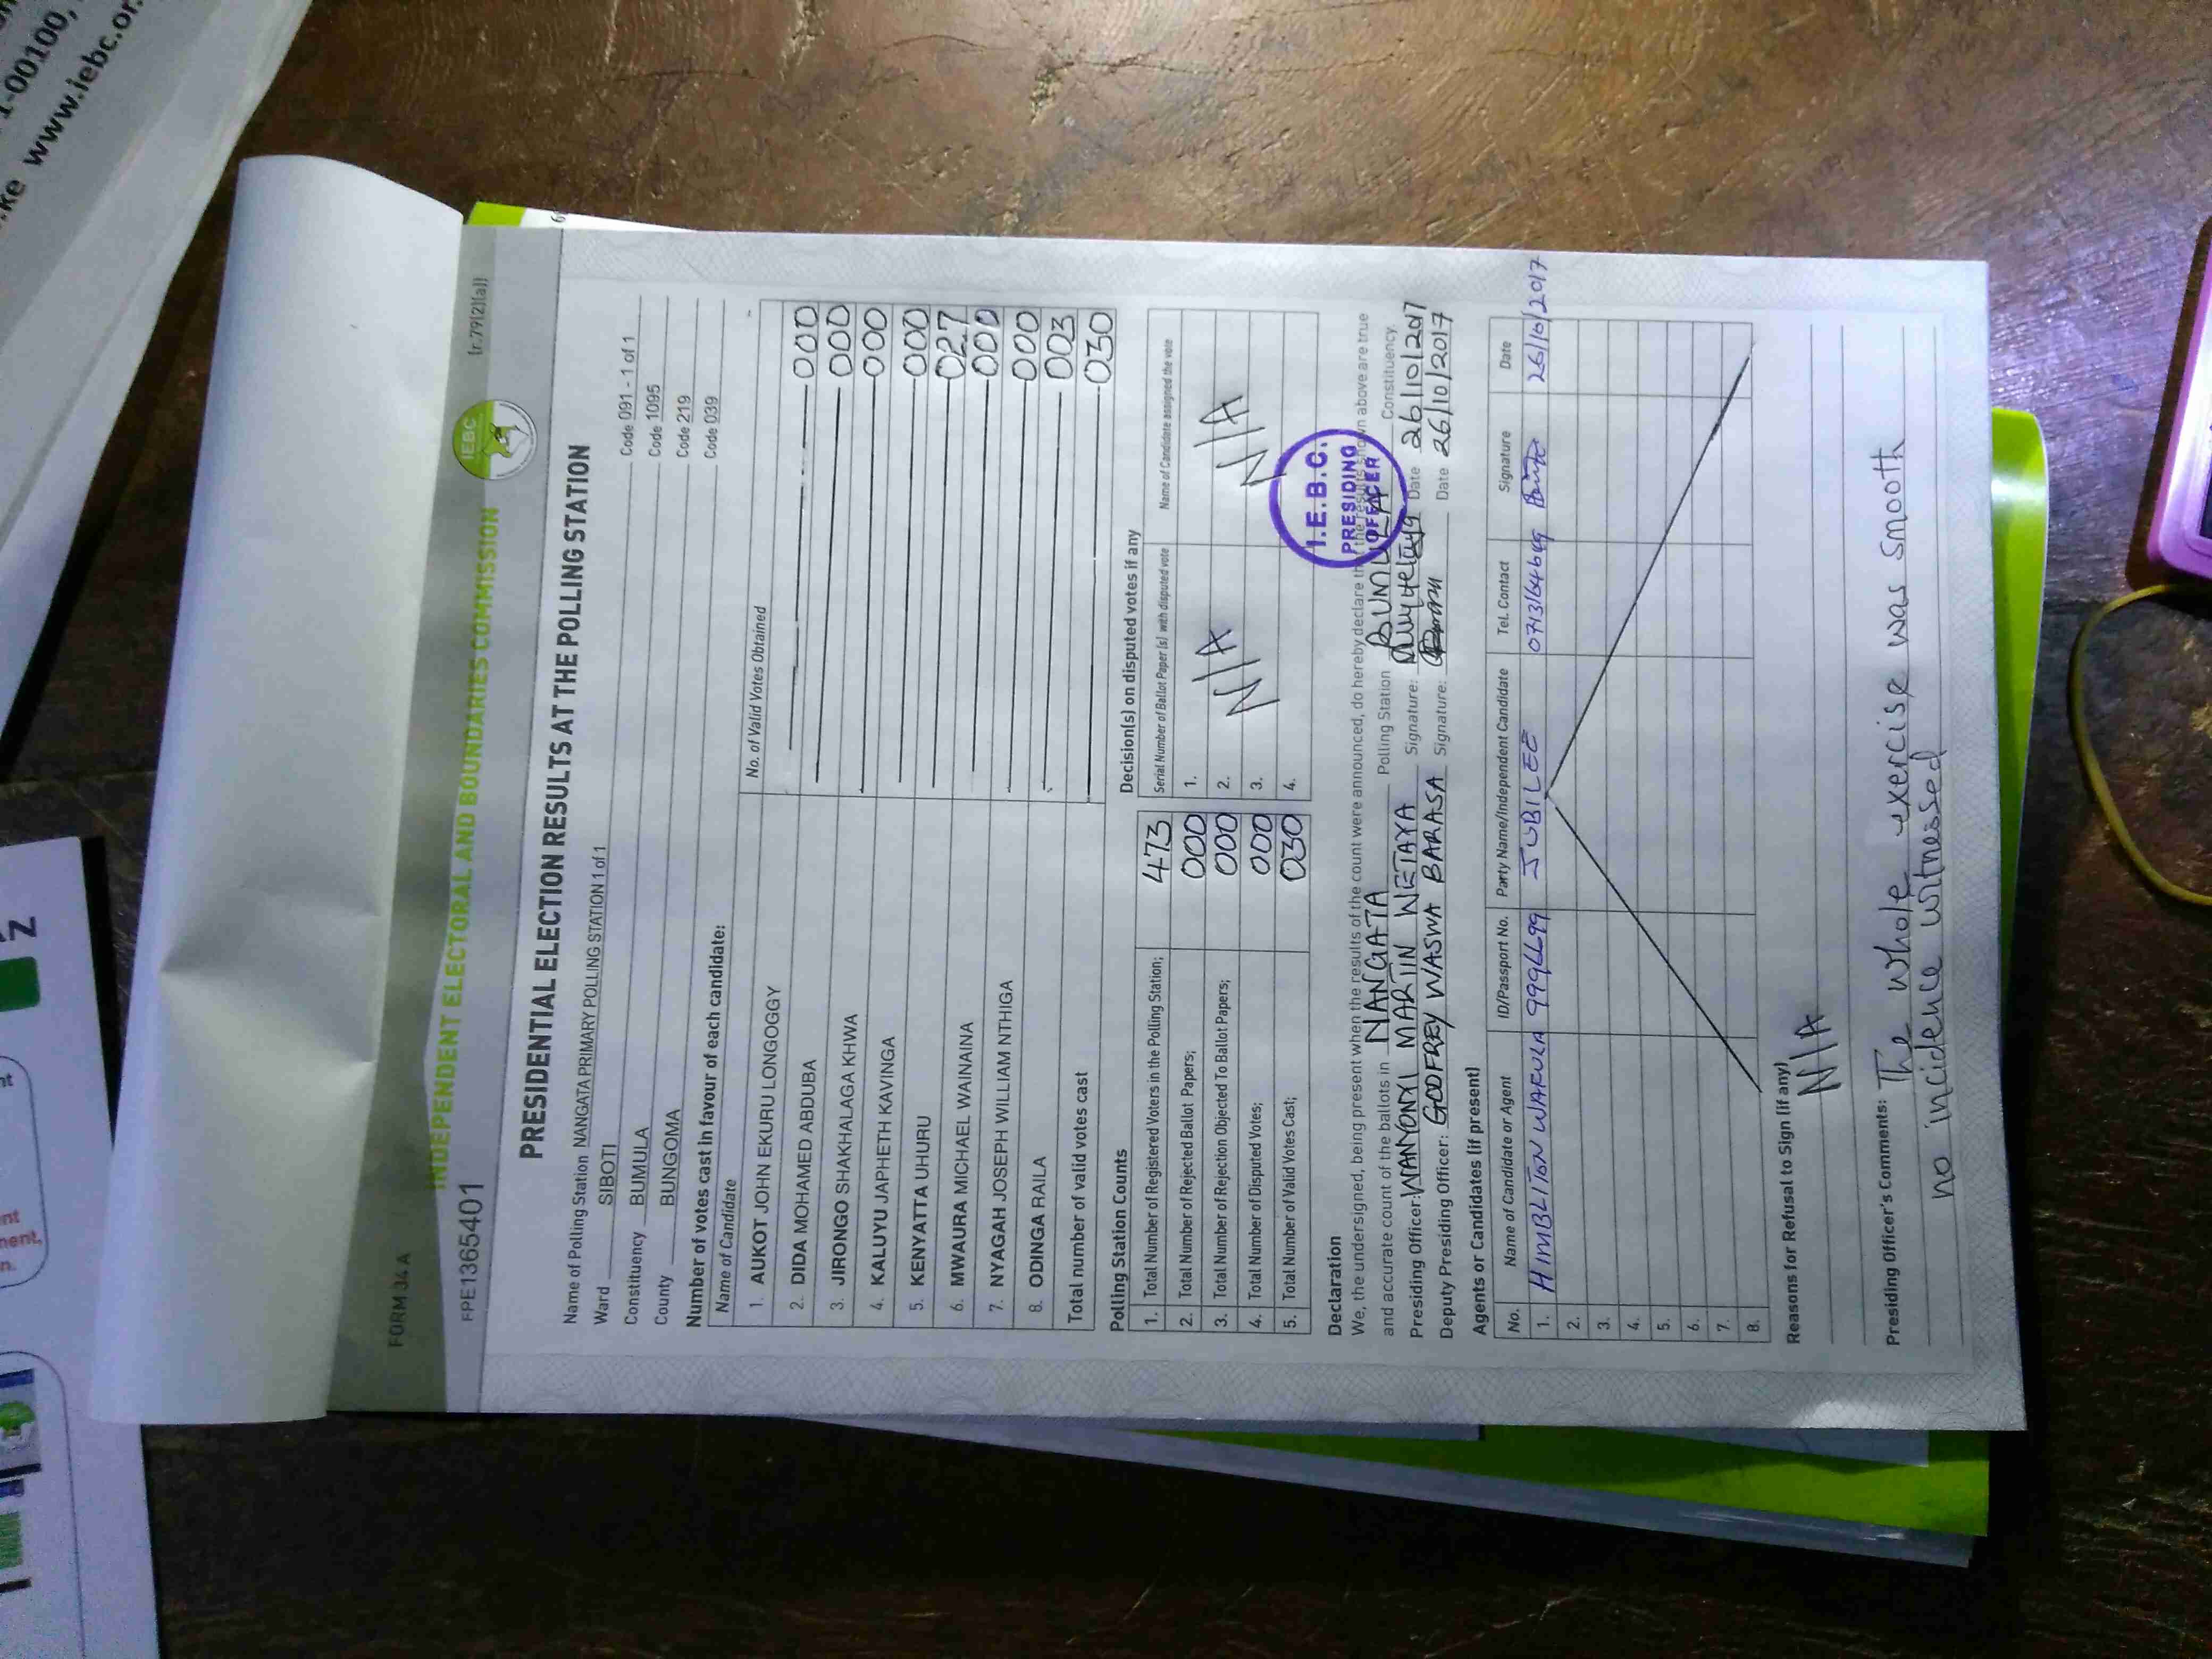 1-00100,
ke www.iebc.or
FORM 34 A
INDEPENDENT ELECTORAL AND BOUNDARIES COMMISSION
IEBC
FPE1365401
[r.79(2)(a)]
PRESIDENTIAL ELECTION RESULTS AT THE POLLING STATION
Name of Polling Station NANGATA PRIMARY POLLING STATION 1 of 1 Code 091 - 1 of 1
Ward SIBOTI Code 1095
Constituency BUMULA Code 219
County BUNGOMA Code 039
Number of votes cast in favour of each candidate:
Name of Candidate No. of Valid Votes Obtained
1. AUKOT JOHN EKURU LONGOGGY 000
2. DIDA MOHAMED ABDUBA 000
3. JIRONGO SHAKHALAGA KHWA 000
4. KALUYU JAPHETH KAVINGA 000
5. KENYATTA UHURU 027
6. MWAURA MICHAEL WAINAINA 000
7. NYAGAH JOSEPH WILLIAM NTHIGA 000
8. ODINGA RAILA 003
Total number of valid votes cast 030
Polling Station Counts
1. Total Number of Registered Voters in the Polling Station; 473
2. Total Number of Rejected Ballot Papers; 000
3. Total Number of Rejection Objected To Ballot Papers; 000
4. Total Number of Disputed Votes; 000
5. Total Number of Valid Votes Cast; 030
Decision(s) on disputed votes if any
Serial Number of Ballot Paper (s) with disputed vote Name of Candidate assigned the vote
1.
2. N/A N/A
3.
4.
Declaration
We, the undersigned, being present when the results of the count were announced, do hereby declare that the results shown above are true
and accurate count of the ballots in NANGATA Polling Station BUMULA Constituency.
Presiding Officer: WANYONYI MARTIN WETAYA Signature: Date 26/10/2017
Deputy Presiding Officer: GODFREY WASWA BARASA Signature: Date 26/10/2017
I.E.B.C.
PRESIDING
OFFICER
Agents or Candidates (if present)
No. Name of Candidate or Agent ID/Passport No. Party Name/Independent Candidate Tel. Contact Signature Date
1. HIMBLITON WAFULA JUBILEE 26/10/2017
2.
3.
4.
5.
6.
7.
8.
Reasons for Refusal to Sign (if any)
N/A
Presiding Officer's Comments: The whole exercise was smooth
no incidence witnessed